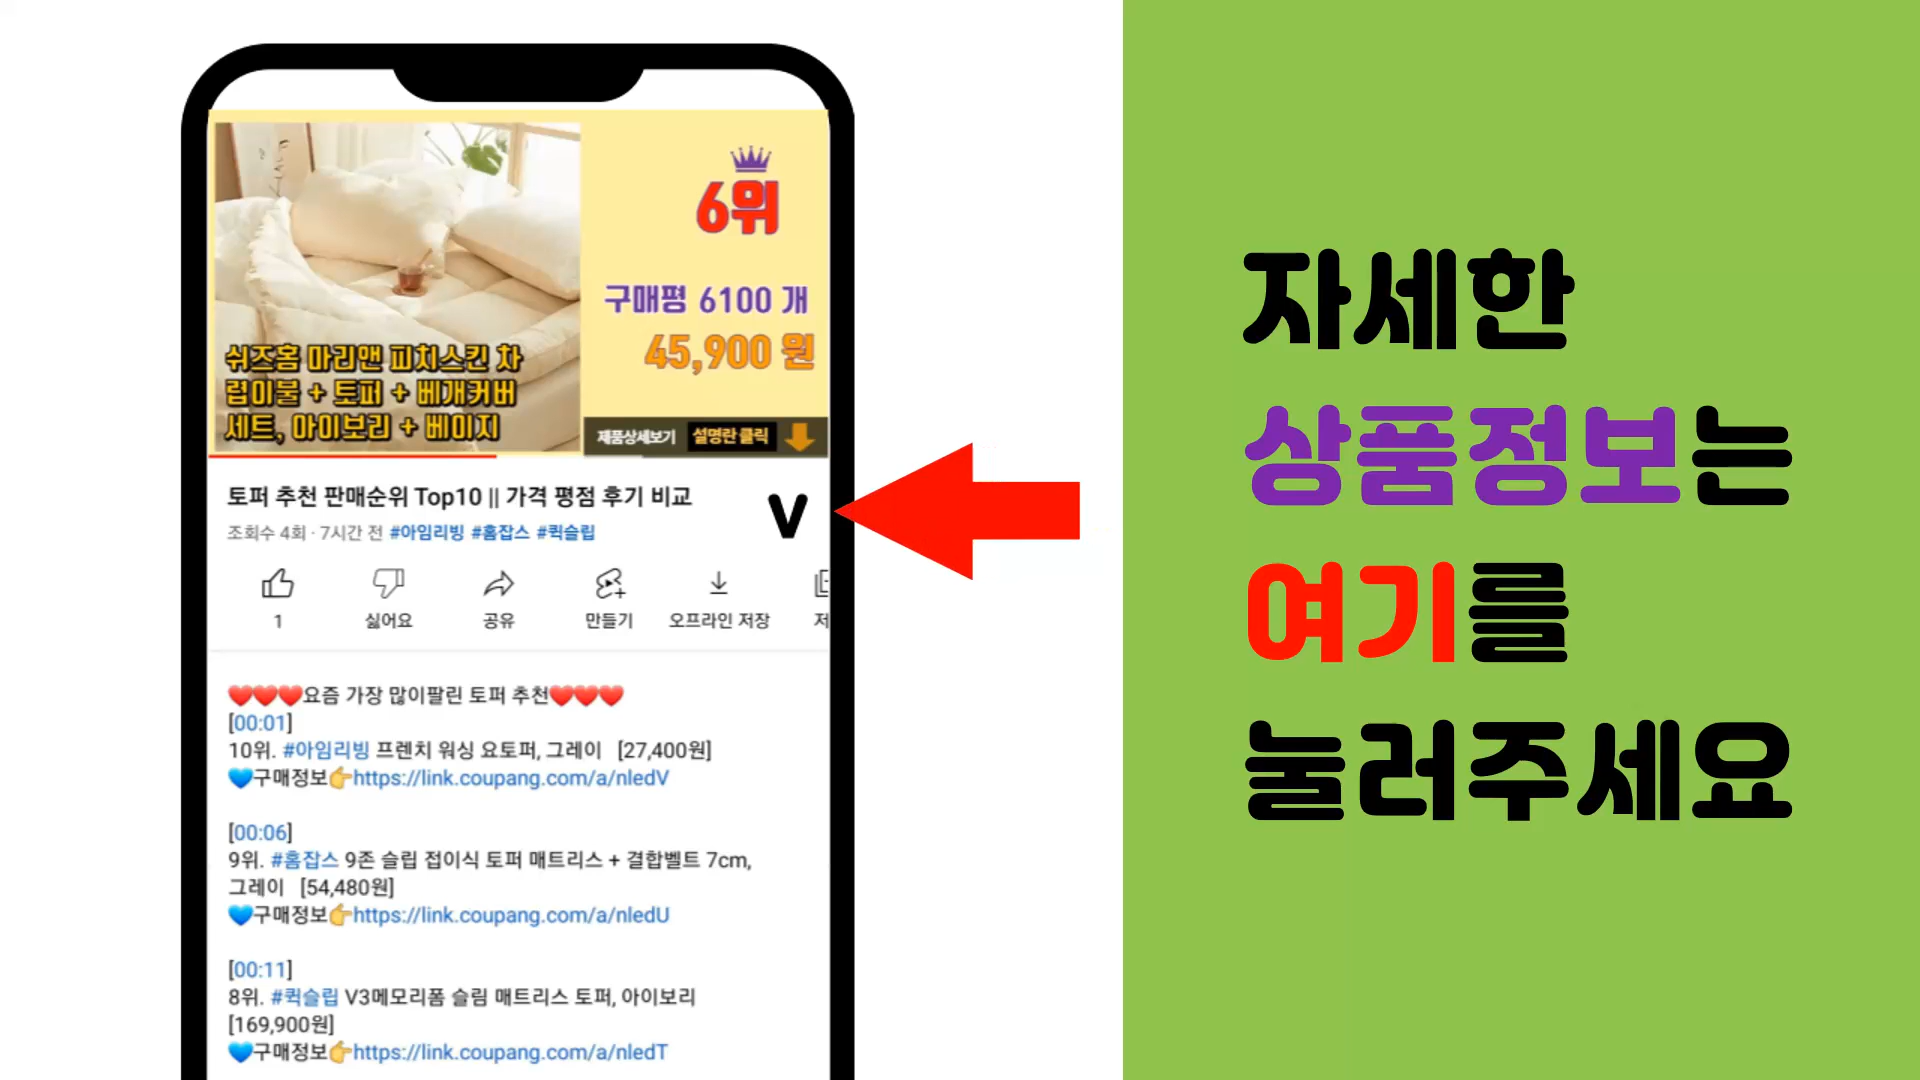 6위
구매평 6100 개
45,900 원
쉬즈홈 마리앤 피치스킨 차
렵이불 + 토퍼 + 베개커버
세트, 아이보리 + 베이지
제품상세보기 설명란 클릭
토퍼 추천 판매순위 Top10 || 가격 평점 후기 비교
V
조회수 4회 · 7시간 전 #아임리빙 #홈잡스 #퀵슬립
1 싫어요 공유 만들기 오프라인 저장 저
❤️❤️❤️요즘 가장 많이팔린 토퍼 추천❤️❤️❤️
[00:01]
10위. #아임리빙 프렌치 워싱 요토퍼, 그레이 [27,400원]
💙구매정보👉https://link.coupang.com/a/nledV
[00:06]
9위. #홈잡스 9존 슬립 접이식 토퍼 매트리스 + 결합벨트 7cm,
그레이 [54,480원]
💙구매정보👉https://link.coupang.com/a/nledU
[00:11]
8위. #퀵슬립 V3메모리폼 슬림 매트리스 토퍼, 아이보리
[169,900원]
💙구매정보👉https://link.coupang.com/a/nledT
자세한
상품정보는
여기를
눌러주세요